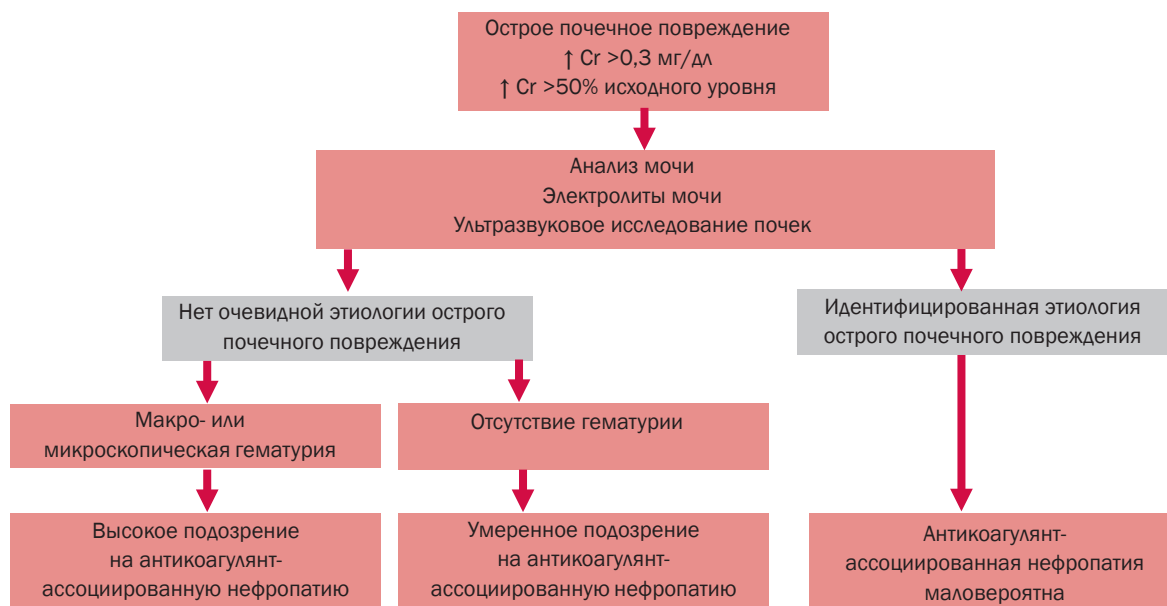 Острое почечное повреждение
↑ Cr >0,3 мг/дл
↑ Cr >50% исходного уровня
Анализ мочи
Электролиты мочи
Ультразвуковое исследование почек
Нет очевидной этиологии острого
почечного повреждения
Идентифицированная этиология
острого почечного повреждения
Макро- или
микроскопическая гематурия
Отсутствие гематурии
Высокое подозрение
на антикоагулянт-
ассоциированную нефропатию
Умеренное подозрение
на антикоагулянт-
ассоциированную нефропатию
Антикоагулянт-
ассоциированная нефропатия
маловероятна